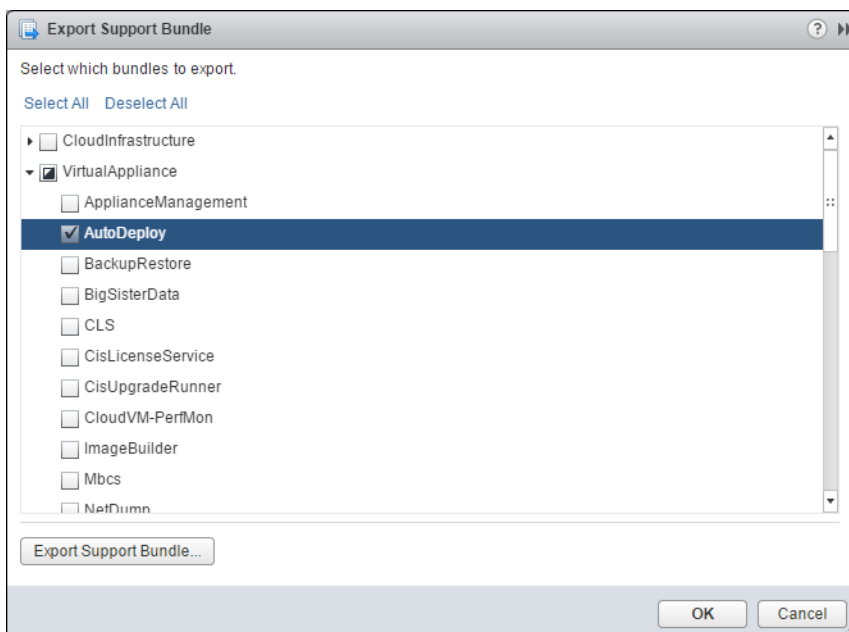 Export Support Bundle
?
Select which bundles to export.
Select All Deselect All
CloudInfrastructure
VirtualAppliance
ApplianceManagement
AutoDeploy
BackupRestore
BigSisterData
CLS
CisLicenseService
CisUpgradeRunner
CloudVM-PerfMon
ImageBuilder
Mbcs
NetDump
Export Support Bundle...
OK Cancel